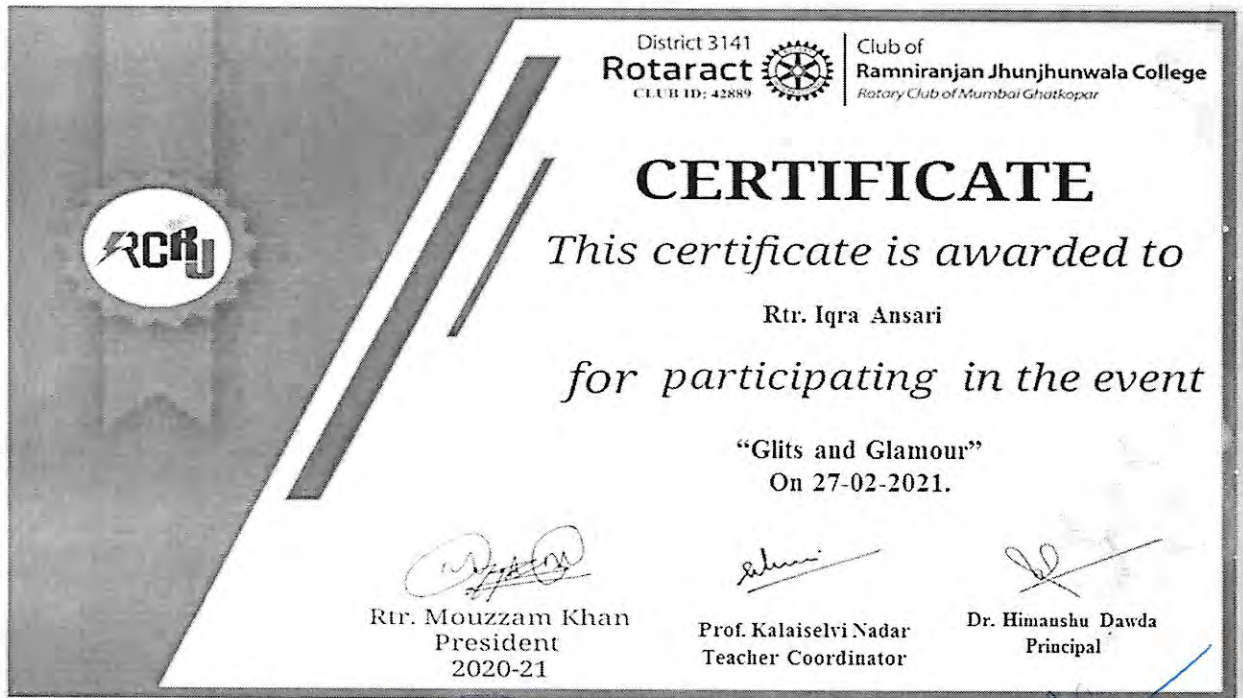 District 3141
Rotaract
CLUB ID: 42889
Club of
Ramniranjan Jhunjhunwala College
Rotary Club of Mumbai Ghatkopar
RCRJ
CERTIFICATE
This certificate is awarded to
Rtr. Iqra Ansari
for participating in the event
“Glits and Glamour”
On 27-02-2021.
Rtr. Mouzzam Khan
President
2020-21
Prof. Kalaiselvi Nadar
Teacher Coordinator
Dr. Himanshu Dawda
Principal